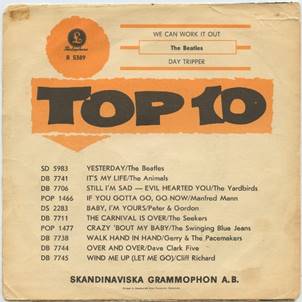 WE CAN WORK IT OUT
Parlophone
The Beatles
R 5389
DAY TRIPPER
TOP 10
SD 5983 YESTERDAY/The Beatles
DB 7741 IT'S MY LIFE/The Animals
DB 7706 STILL I'M SAD — EVIL HEARTED YOU/The Yardbirds
POP 1466 IF YOU GOTTA GO, GO NOW/Manfred Mann
DS 2283 BABY, I'M YOURS/Peter & Gordon
DB 7711 THE CARNIVAL IS OVER/The Seekers
POP 1477 CRAZY 'BOUT MY BABY/The Swinging Blue Jeans
DB 7738 WALK HAND IN HAND/Gerry & The Pacemakers
DB 7744 OVER AND OVER/Dave Clark Five
DB 7745 WIND ME UP (LET ME GO)/Cliff Richard
SKANDINAVISKA GRAMMOPHON A.B.